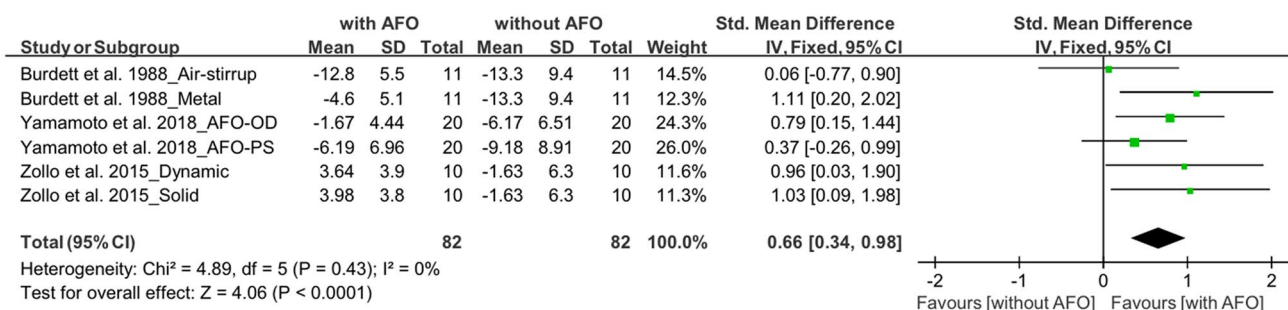 with AFO without AFO Std. Mean Difference Std. Mean Difference
Study or Subgroup Mean SD Total Mean SD Total Weight IV, Fixed, 95% CI IV, Fixed, 95% CI
Burdett et al. 1988_Air-stirrup -12.8 5.5 11 -13.3 9.4 11 14.5% 0.06 [-0.77, 0.90]
Burdett et al. 1988_Metal -4.6 5.1 11 -13.3 9.4 11 12.3% 1.11 [0.20, 2.02]
Yamamoto et al. 2018_AFO-OD -1.67 4.44 20 -6.17 6.51 20 24.3% 0.79 [0.15, 1.44]
Yamamoto et al. 2018_AFO-PS -6.19 6.96 20 -9.18 8.91 20 26.0% 0.37 [-0.26, 0.99]
Zollo et al. 2015_Dynamic 3.64 3.9 10 -1.63 6.3 10 11.6% 0.96 [0.03, 1.90]
Zollo et al. 2015_Solid 3.98 3.8 10 -1.63 6.3 10 11.3% 1.03 [0.09, 1.98]
Total (95% CI) 82 82 100.0% 0.66 [0.34, 0.98]
Heterogeneity: Chi² = 4.89, df = 5 (P = 0.43); I² = 0%
Test for overall effect: Z = 4.06 (P < 0.0001)
-2 -1 0 1 2
Favours [without AFO] Favours [with AFO]